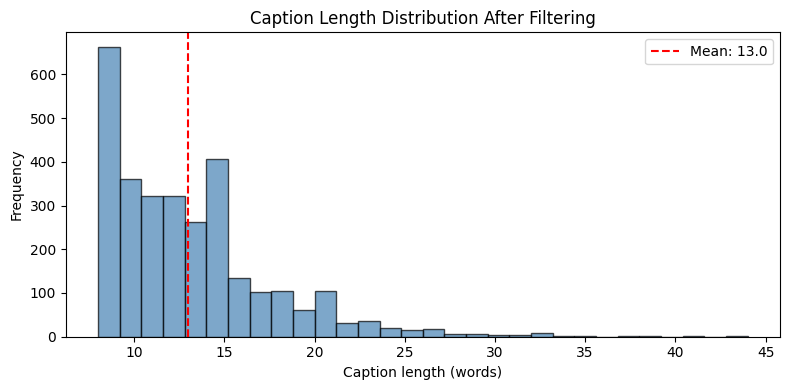 Caption Length Distribution After Filtering
Mean: 13.0
Frequency
600
500
400
300
200
100
0
10 15 20 25 30 35 40 45
Caption length (words)